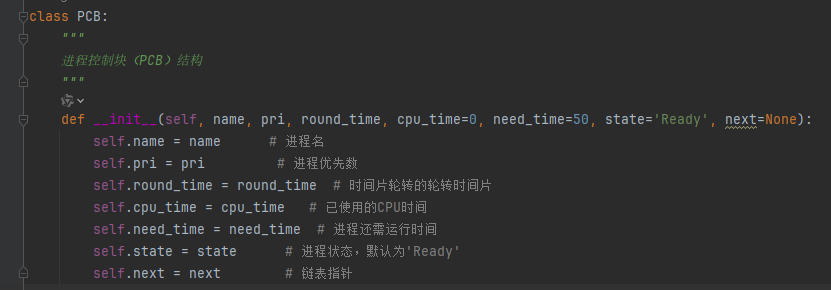 class PCB:
"""
进程控制块（PCB）结构
"""
def __init__(self, name, pri, round_time, cpu_time=0, need_time=50, state='Ready', next=None):
self.name = name # 进程名
self.pri = pri # 进程优先数
self.round_time = round_time # 时间片轮转的轮转时间片
self.cpu_time = cpu_time # 已使用的CPU时间
self.need_time = need_time # 进程还需运行时间
self.state = state # 进程状态，默认为'Ready'
self.next = next # 链表指针